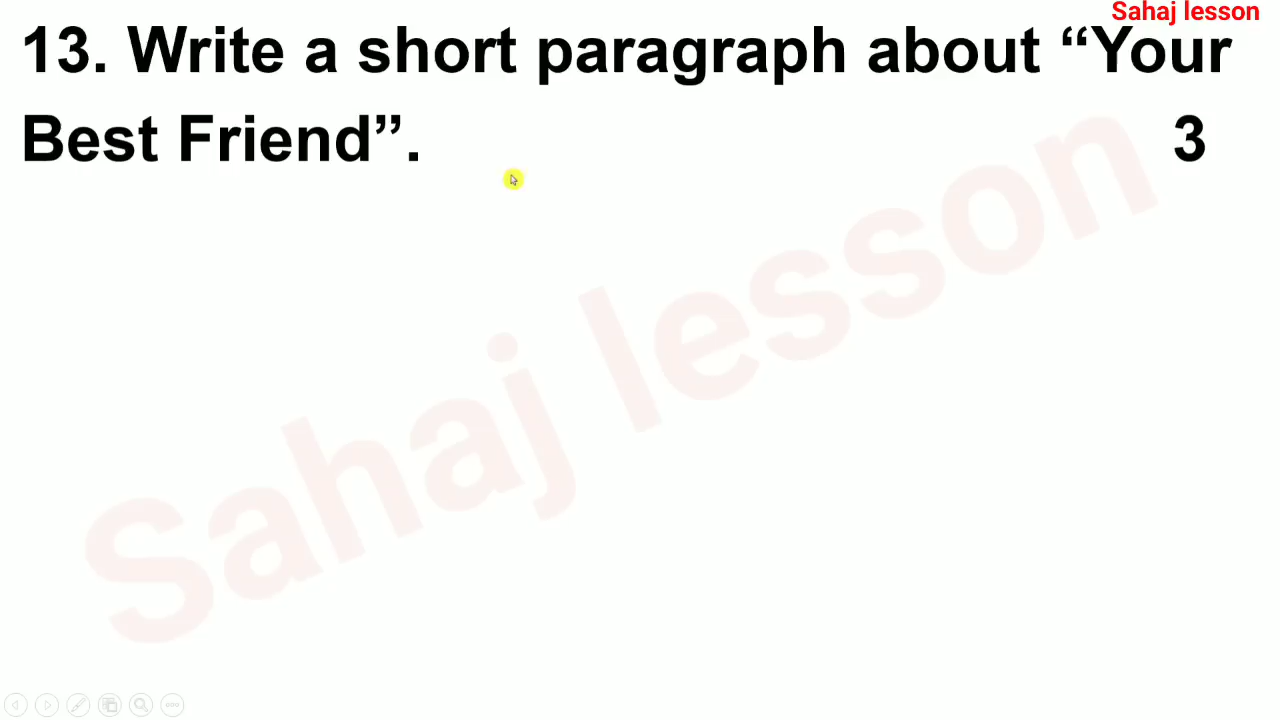 Sahaj lesson
13. Write a short paragraph about “Your
Best Friend”. 3
Sahaj lesson